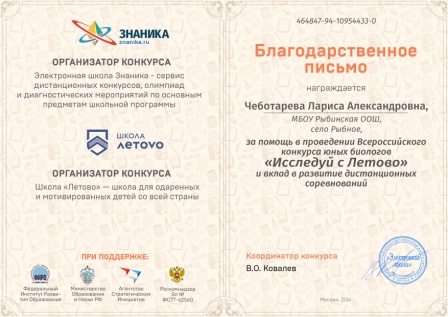 ЗНАНИКА
znanika.ru
ОРГАНИЗАТОР КОНКУРСА
Электронная школа Знаника - сервис
дистанционных конкурсов, олимпиад
и диагностических мероприятий по основным
предметам школьной программы
ШКОЛА
ЛЕТОVО
ОРГАНИЗАТОР КОНКУРСА
Школа «Летово» — школа для одаренных
и мотивированных детей со всей страны
ПРИ ПОДДЕРЖКЕ:
Федеральный
Институт Разви-
тия Образования
Министерство
Образования
и Науки РФ
Агентство
Стратегических
Инициатив
Роскомнадзор
Эл №
ФС77-62560
464847-94-10954433-0
Благодарственное
письмо
награждается
Чеботарева Лариса Александровна,
МБОУ Рыбинская ООШ,
село Рыбное,
за помощь в проведении Всероссийского
конкурса юных биологов
«Исследуй с Летово»
и вклад в развитие дистанционных
соревнований
Координатор конкурса
В.О. Ковалев
«Электронная
школа»
Москва, 2016